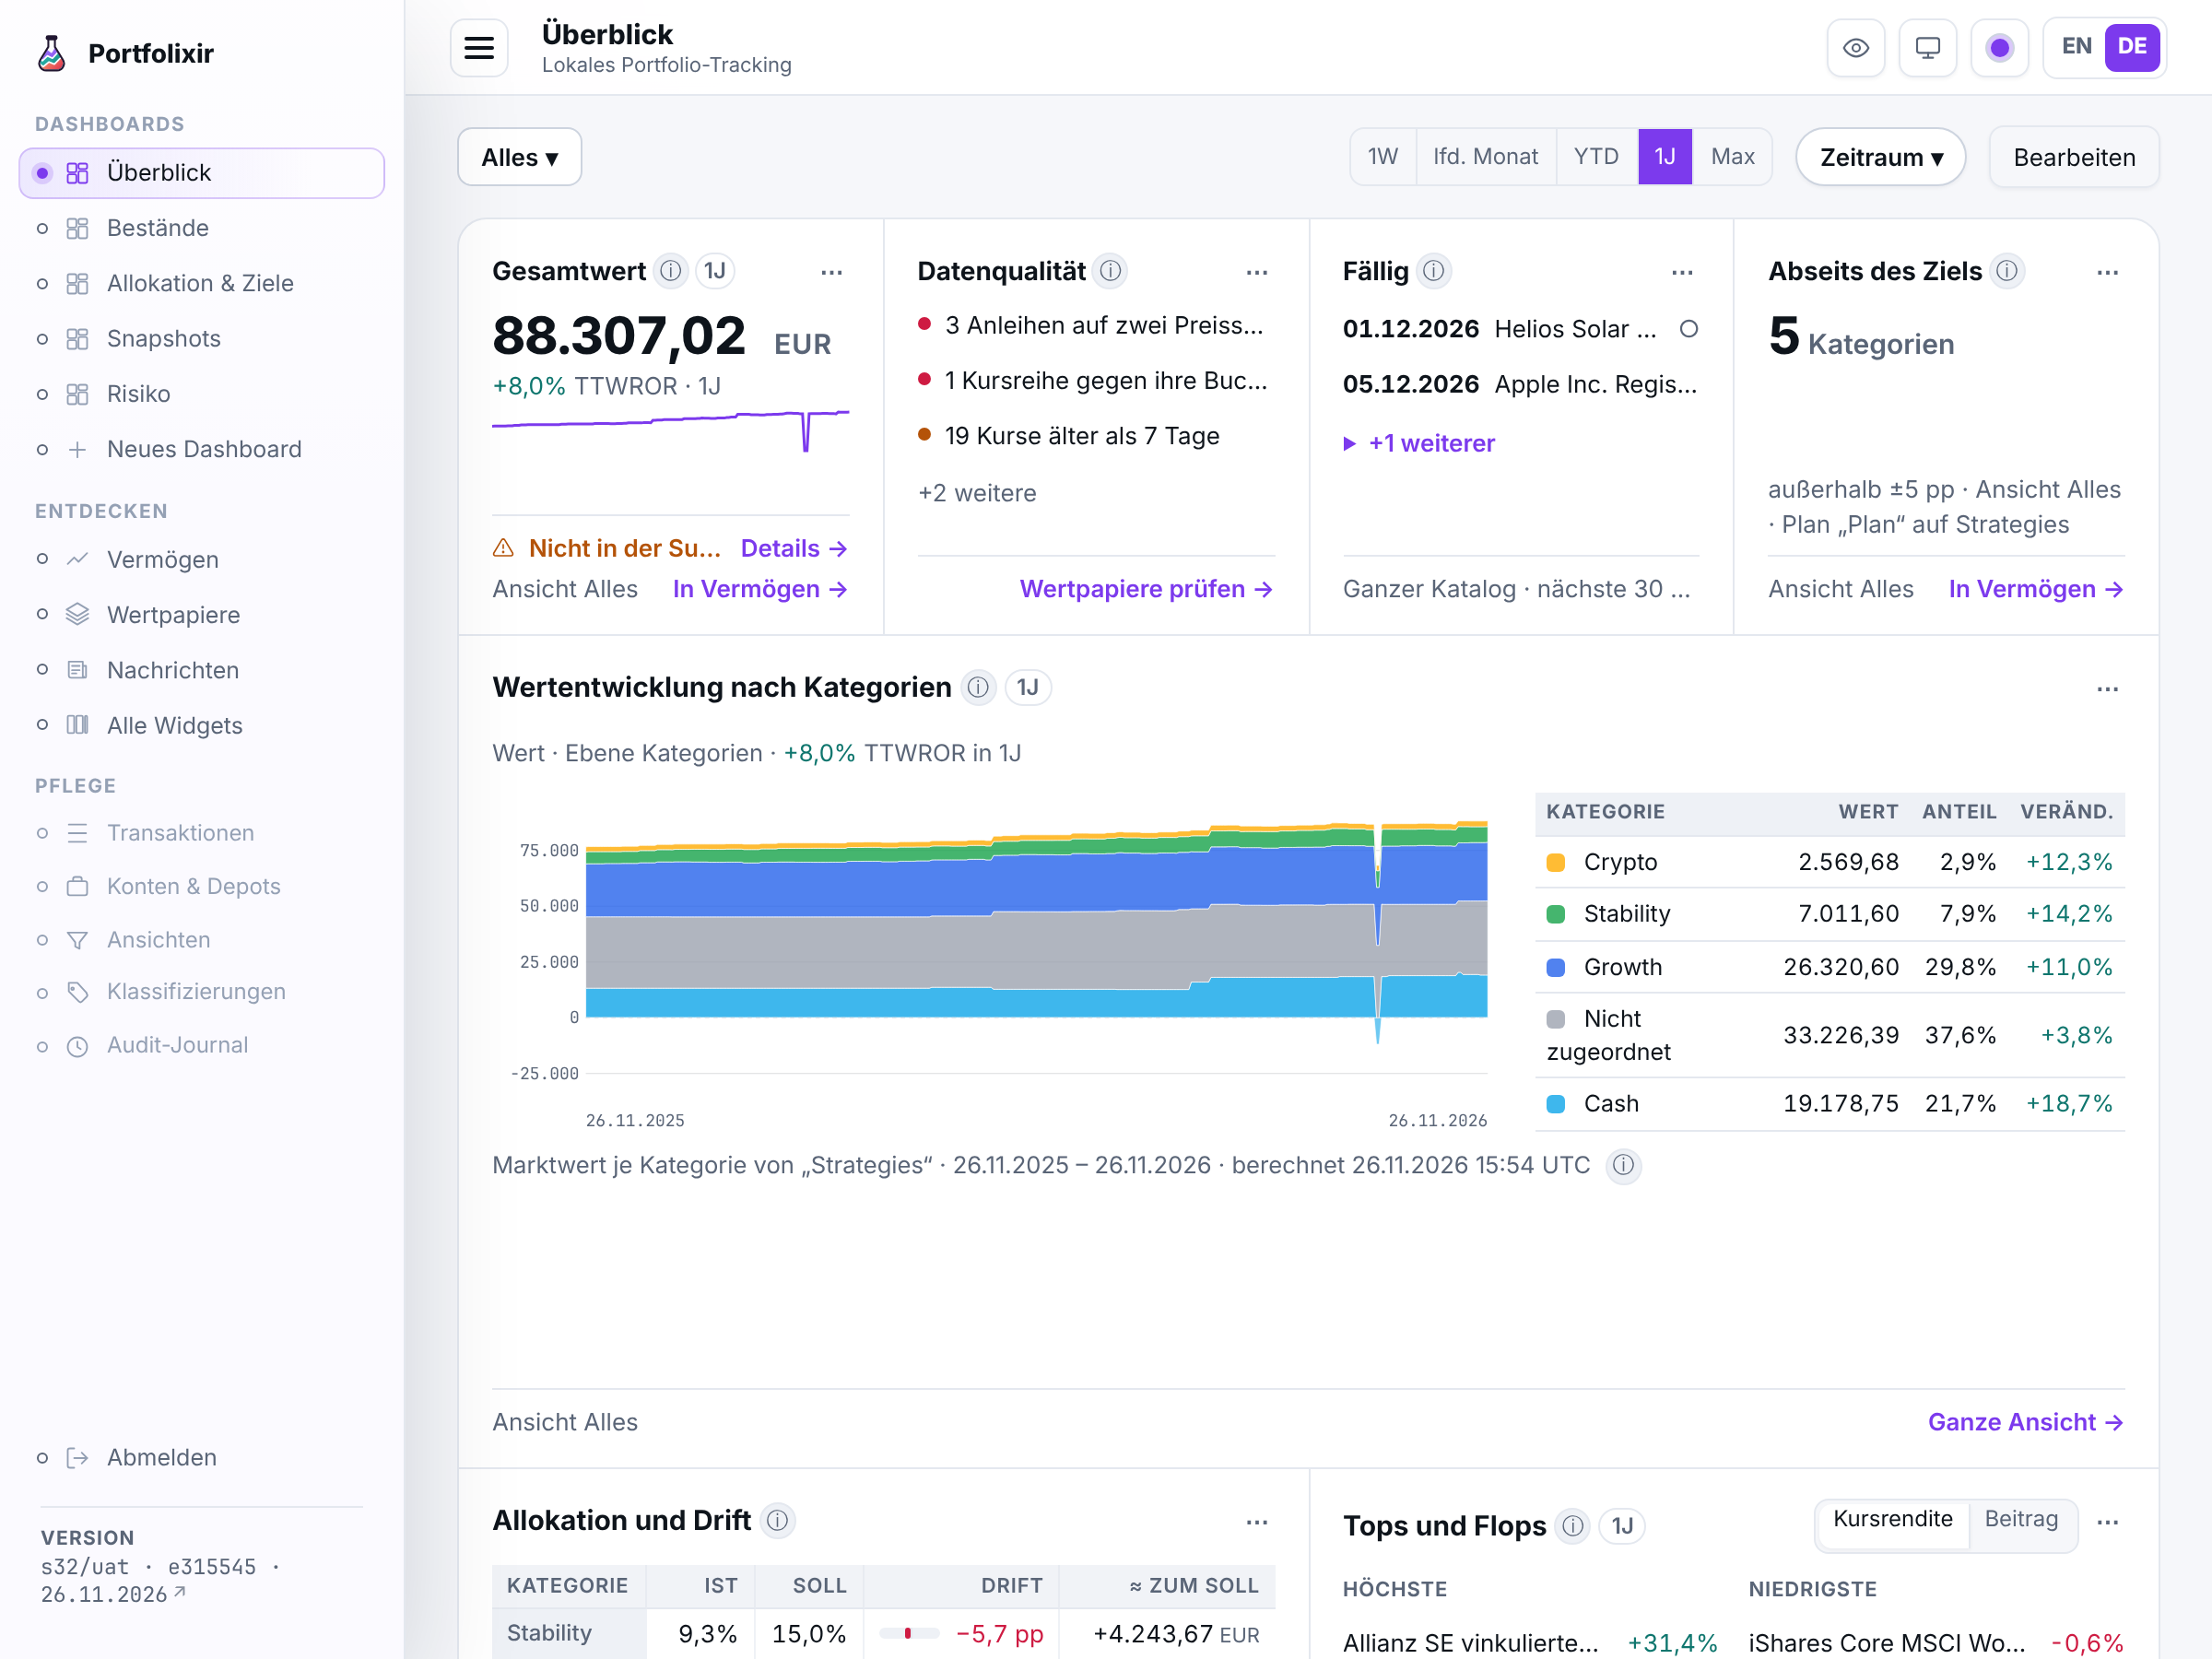 Portfolixir
DASHBOARDS
Überblick
Bestände
Allokation & Ziele
Snapshots
Risiko
Neues Dashboard
ENTDECKEN
Vermögen
Wertpapiere
Nachrichten
Alle Widgets
PFLEGE
Transaktionen
Konten & Depots
Ansichten
Klassifizierungen
Audit-Journal
Abmelden
VERSION
s32/uat · e315545 ·
26.11.2026↗
Überblick
Lokales Portfolio-Tracking
EN DE
Alles ▾
1W lfd. Monat YTD 1J Max
Zeitraum ▾
Bearbeiten
Gesamtwert ⓘ 1J ...
88.307,02 EUR
+8,0% TTWROR · 1J
Nicht in der Su... Details →
Ansicht Alles In Vermögen →
Datenqualität ⓘ ...
3 Anleihen auf zwei Preiss...
1 Kursreihe gegen ihre Buc...
19 Kurse älter als 7 Tage
+2 weitere
Wertpapiere prüfen →
Fällig ⓘ ...
01.12.2026 Helios Solar ...
05.12.2026 Apple Inc. Regis...
▶ +1 weiterer
Ganzer Katalog · nächste 30 ...
Abseits des Ziels ⓘ ...
5 Kategorien
außerhalb ±5 pp · Ansicht Alles
· Plan „Plan“ auf Strategies
Ansicht Alles In Vermögen →
Wertentwicklung nach Kategorien ⓘ 1J ...
Wert · Ebene Kategorien · +8,0% TTWROR in 1J
75.000
50.000
25.000
0
-25.000
26.11.2025 26.11.2026
KATEGORIE WERT ANTEIL VERÄND.
Crypto 2.569,68 2,9% +12,3%
Stability 7.011,60 7,9% +14,2%
Growth 26.320,60 29,8% +11,0%
Nicht
zugeordnet 33.226,39 37,6% +3,8%
Cash 19.178,75 21,7% +18,7%
Marktwert je Kategorie von „Strategies“ · 26.11.2025 – 26.11.2026 · berechnet 26.11.2026 15:54 UTC ⓘ
Ansicht Alles Ganze Ansicht →
Allokation und Drift ⓘ ...
KATEGORIE IST SOLL DRIFT ≈ ZUM SOLL
Stability 9,3% 15,0% −5,7 pp +4.243,67 EUR
Tops und Flops ⓘ 1J Kursrendite Beitrag ...
HÖCHSTE NIEDRIGSTE
Allianz SE vinkulierte... +31,4% iShares Core MSCI Wo... -0,6%